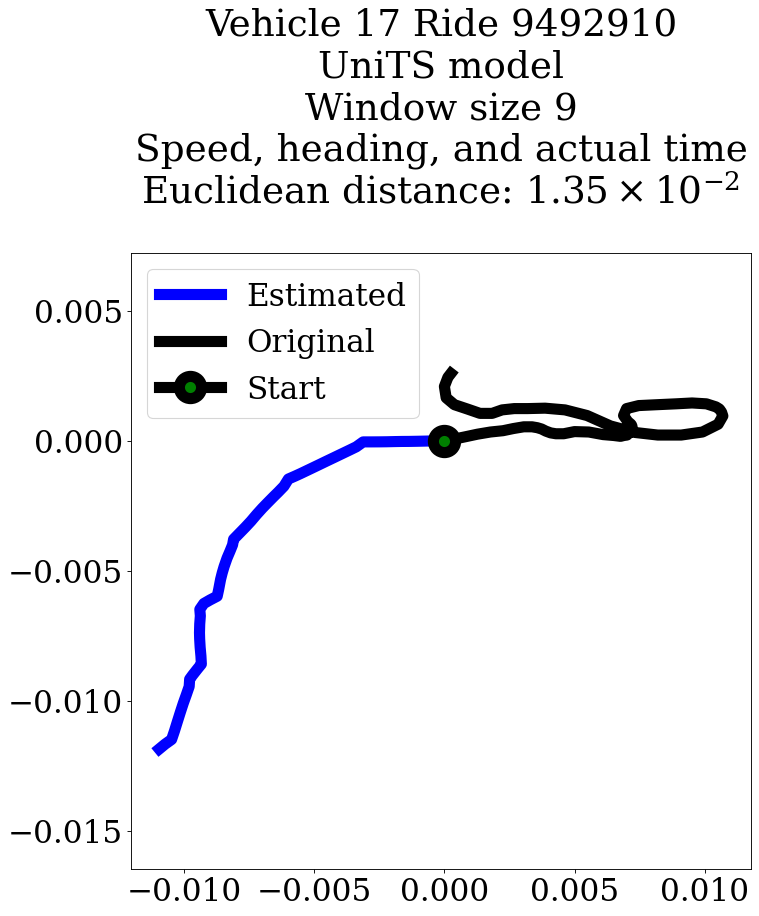 Vehicle 17 Ride 9492910
UniTS model
Window size 9
Speed, heading, and actual time
Euclidean distance: 1.35 × 10⁻²
Estimated
Original
Start
0.005
0.000
−0.005
−0.010
−0.015
−0.010 −0.005 0.000 0.005 0.010